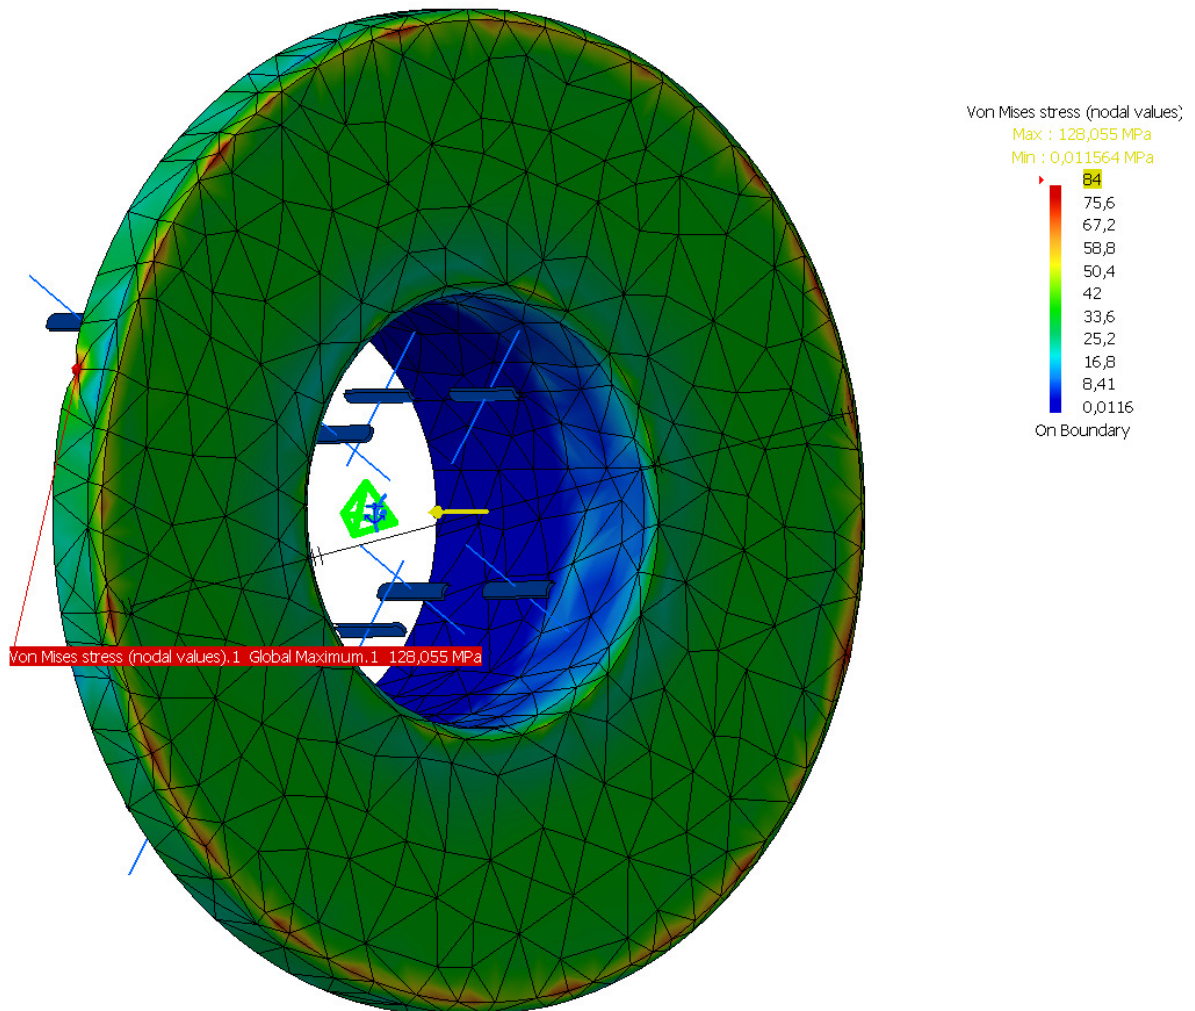 Von Mises stress (nodal values)
Max : 128,055 MPa
Min : 0,011564 MPa
84
75,6
67,2
58,8
50,4
42
33,6
25,2
16,8
8,41
0,0116
On Boundary
Von Mises stress (nodal values).1 Global Maximum.1 128,055 MPa